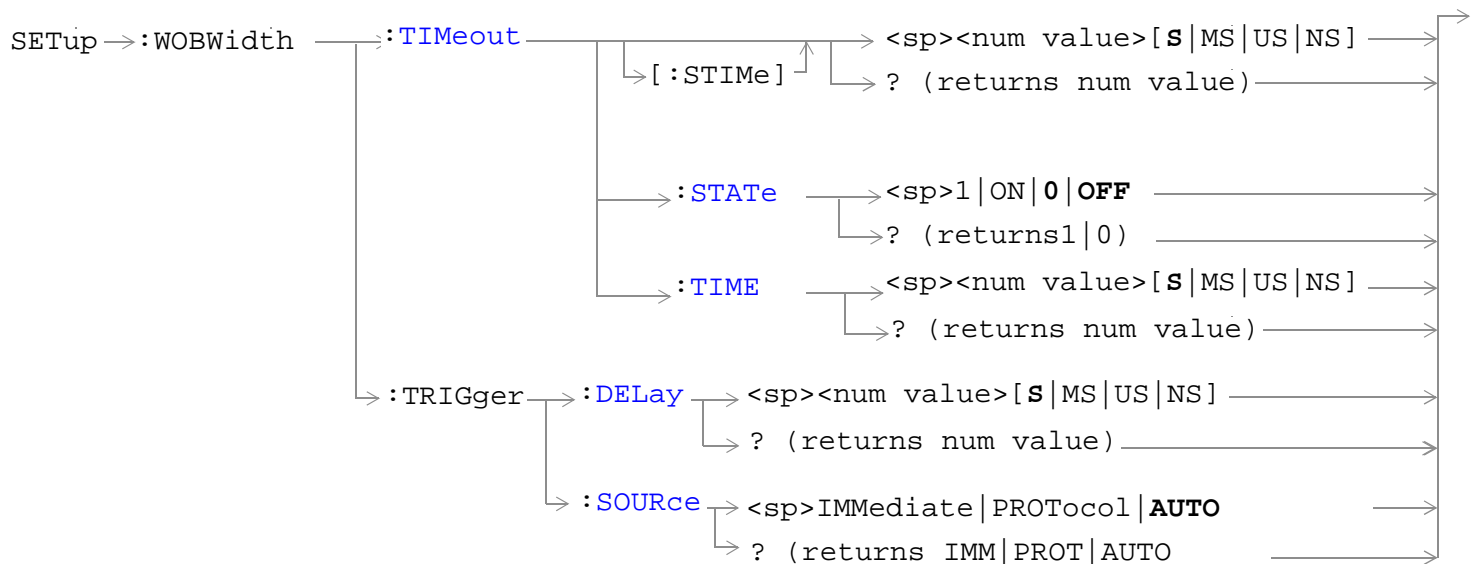 SETup :WOBWidth :TIMeout <sp><num value>[S|MS|US|NS]
[:STIMe] ? (returns num value)
:STATe <sp>1|ON|0|OFF
? (returns1|0)
:TIME <sp><num value>[S|MS|US|NS]
? (returns num value)
:TRIGger :DELay <sp><num value>[S|MS|US|NS]
? (returns num value)
:SOURce <sp>IMMediate|PROTocol|AUTO
? (returns IMM|PROT|AUTO